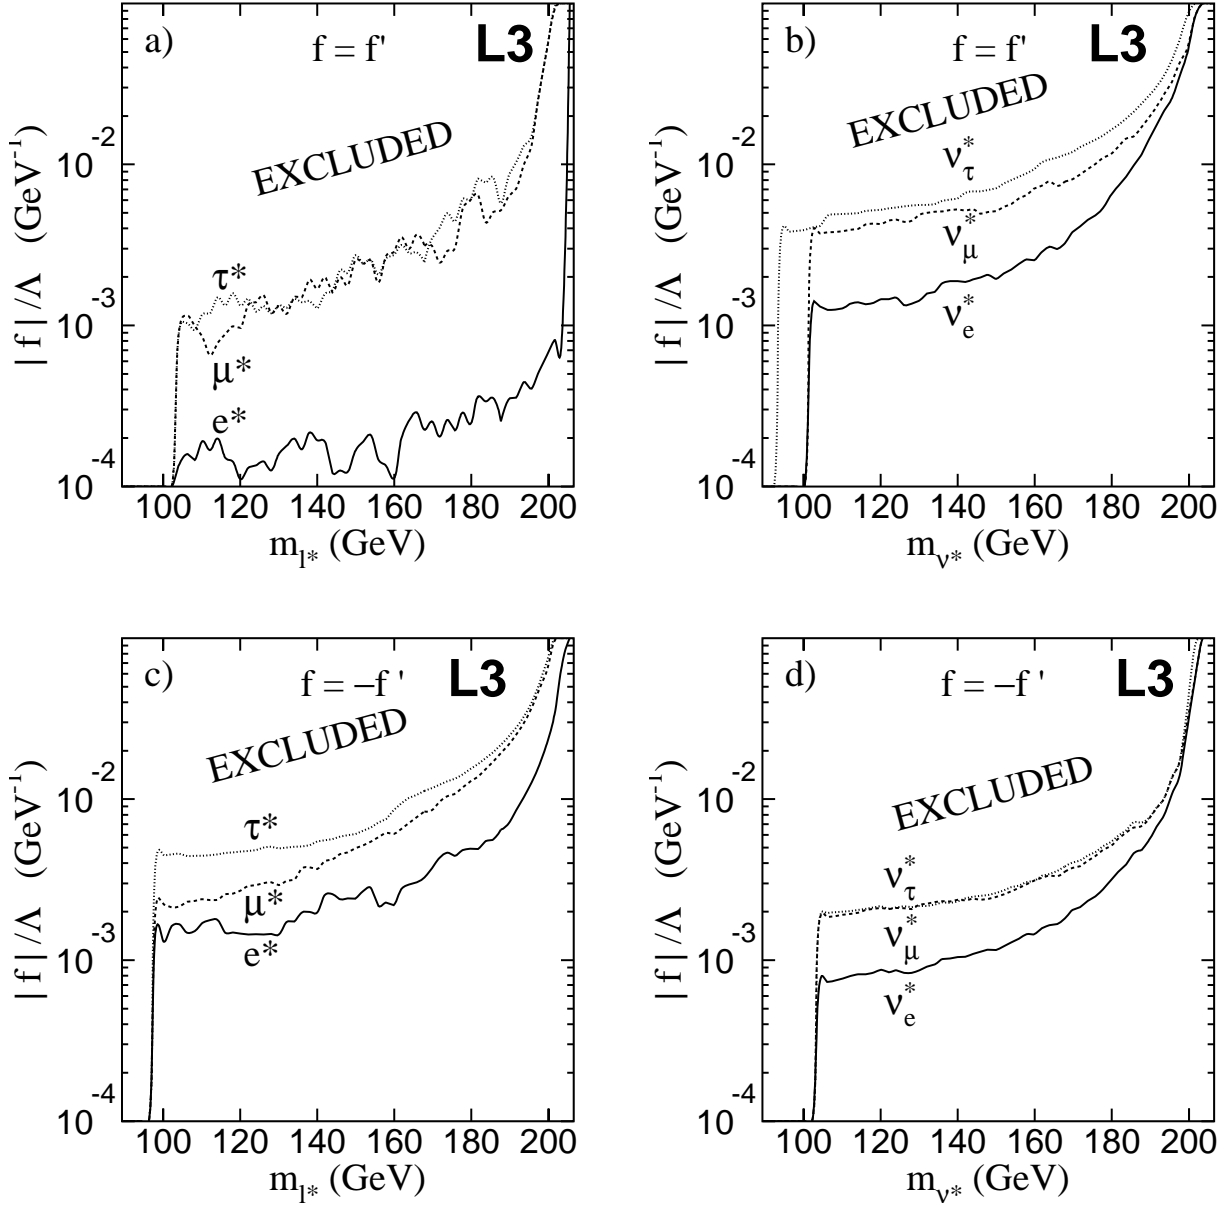 a) f = f' L3
EXCLUDED
τ*
μ*
e*
10⁻²
10⁻³
10⁻⁴
| f | /Λ (GeV⁻¹)
100 120 140 160 180 200
m_l* (GeV)
b) f = f' L3
EXCLUDED
ν*_τ
ν*_μ
ν*_e
10⁻²
10⁻³
10⁻⁴
| f | /Λ (GeV⁻¹)
100 120 140 160 180 200
m_ν* (GeV)
c) f = −f ' L3
EXCLUDED
τ*
μ*
e*
10⁻²
10⁻³
10⁻⁴
| f | /Λ (GeV⁻¹)
100 120 140 160 180 200
m_l* (GeV)
d) f = −f ' L3
EXCLUDED
ν*_τ
ν*_μ
ν*_e
10⁻²
10⁻³
10⁻⁴
| f | /Λ (GeV⁻¹)
100 120 140 160 180 200
m_ν* (GeV)